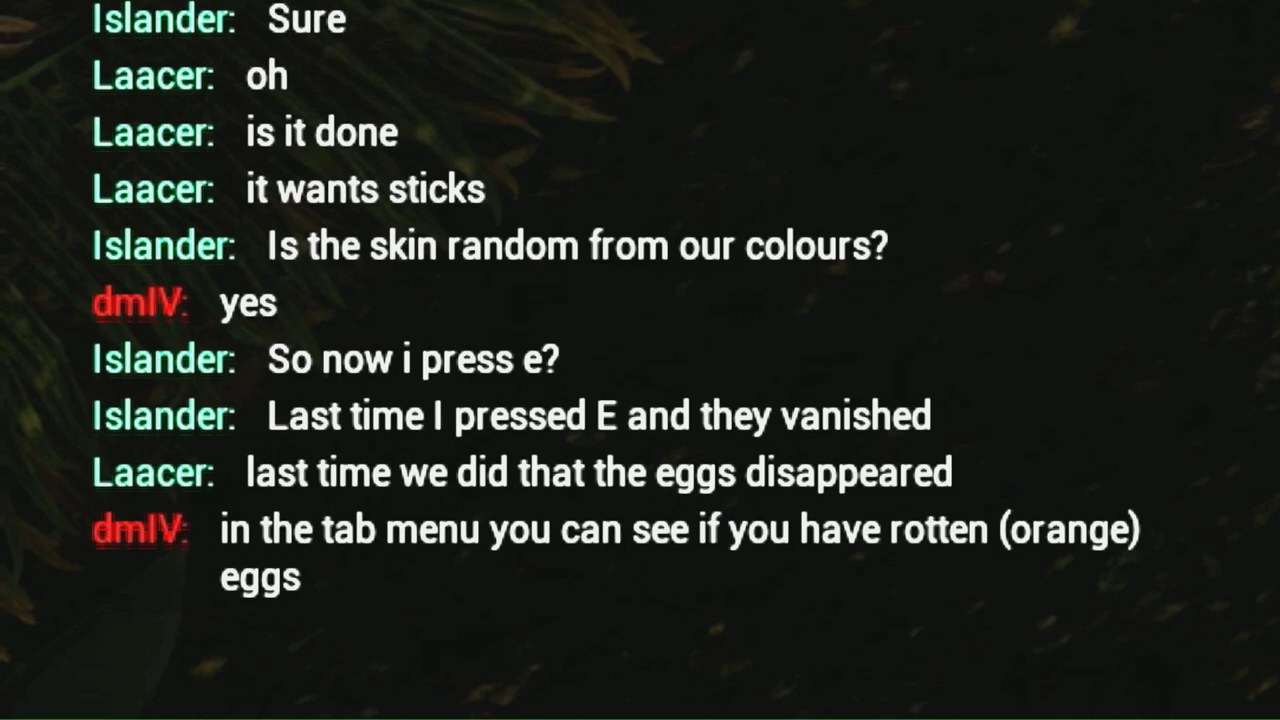 Islander: Sure
Laacer: oh
Laacer: is it done
Laacer: it wants sticks
Islander: Is the skin random from our colours?
dmIV: yes
Islander: So now i press e?
Islander: Last time I pressed E and they vanished
Laacer: last time we did that the eggs disappeared
dmIV: in the tab menu you can see if you have rotten (orange)
eggs